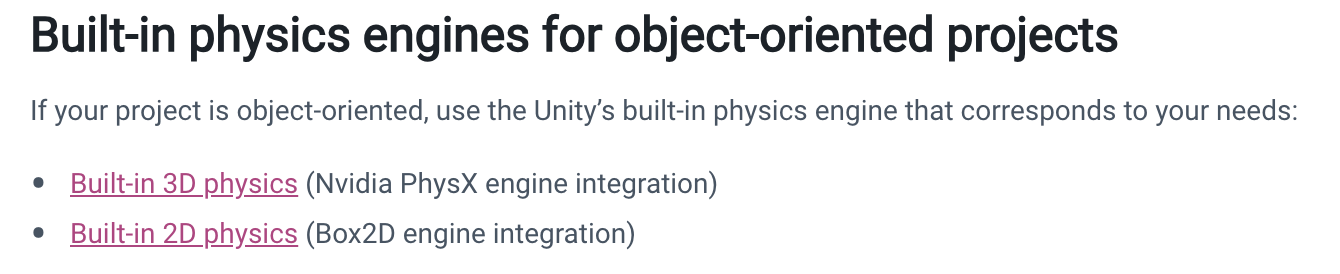 Built-in physics engines for object-oriented projects
If your project is object-oriented, use the Unity’s built-in physics engine that corresponds to your needs:
• Built-in 3D physics (Nvidia PhysX engine integration)
• Built-in 2D physics (Box2D engine integration)